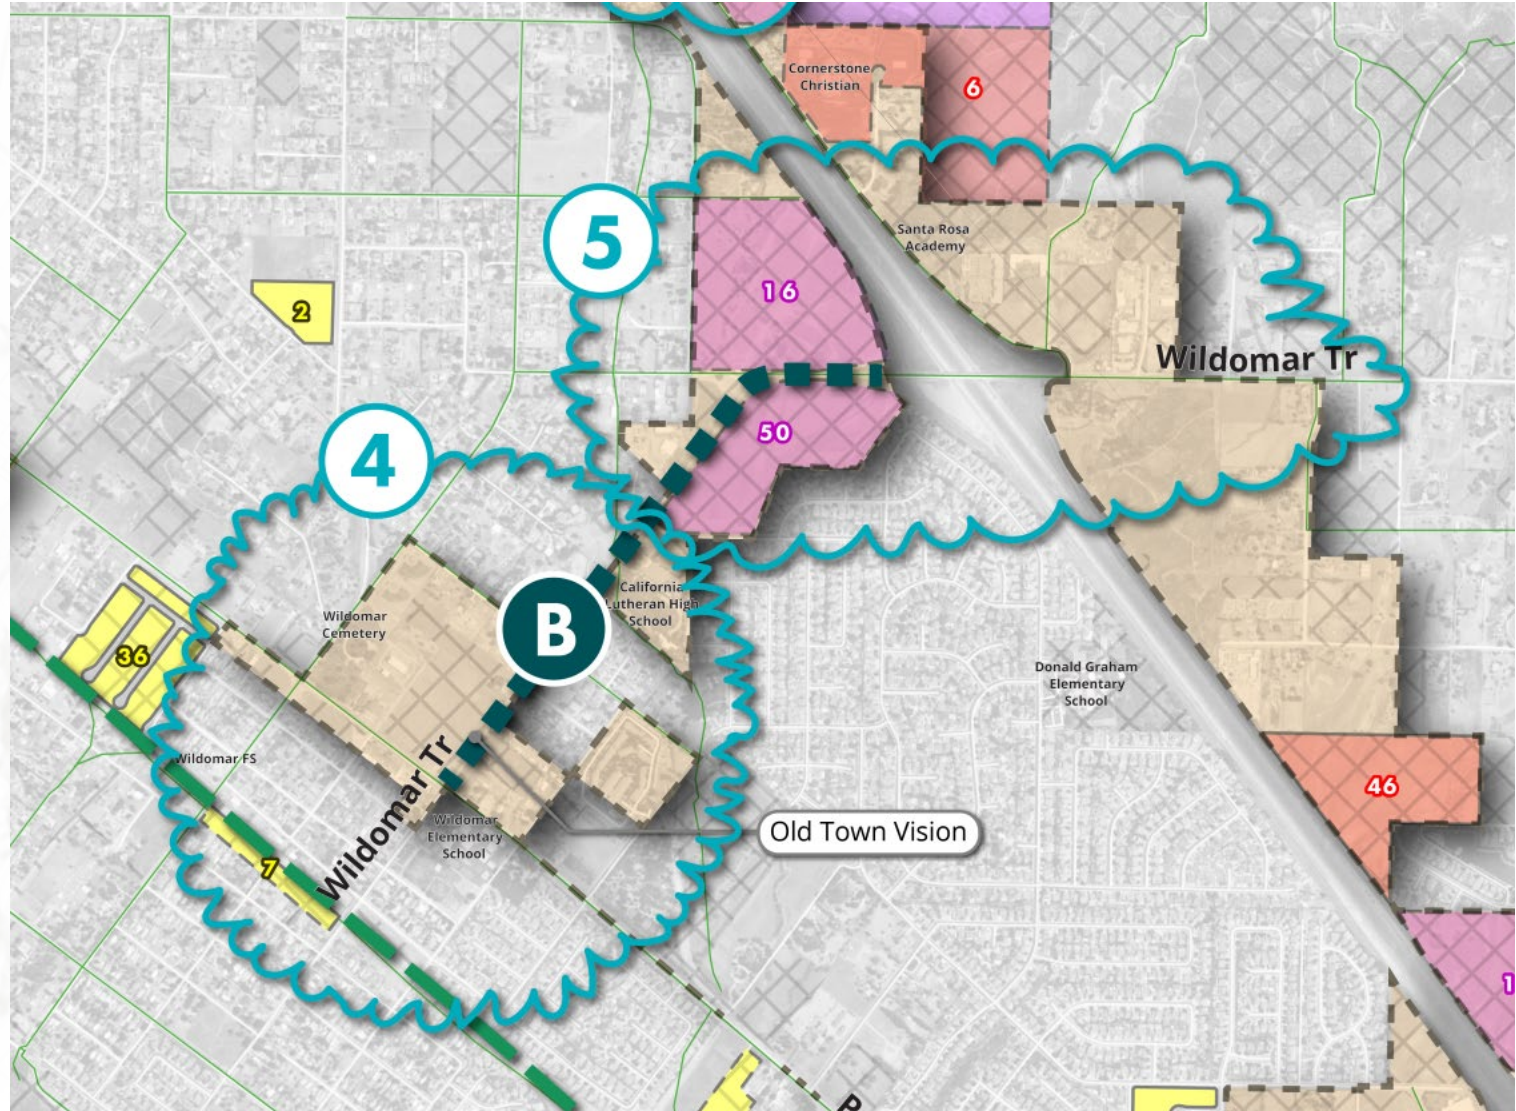 Cornerstone
Christian
6
5
Santa Rosa
Academy
16
2
Wildomar Tr
50
4
California
Lutheran High
School
B
Wildomar
Cemetery
36
Donald Graham
Elementary
School
Wildomar FS
Wildomar Tr
46
Old Town Vision
Wildomar
Elementary
School
7
1